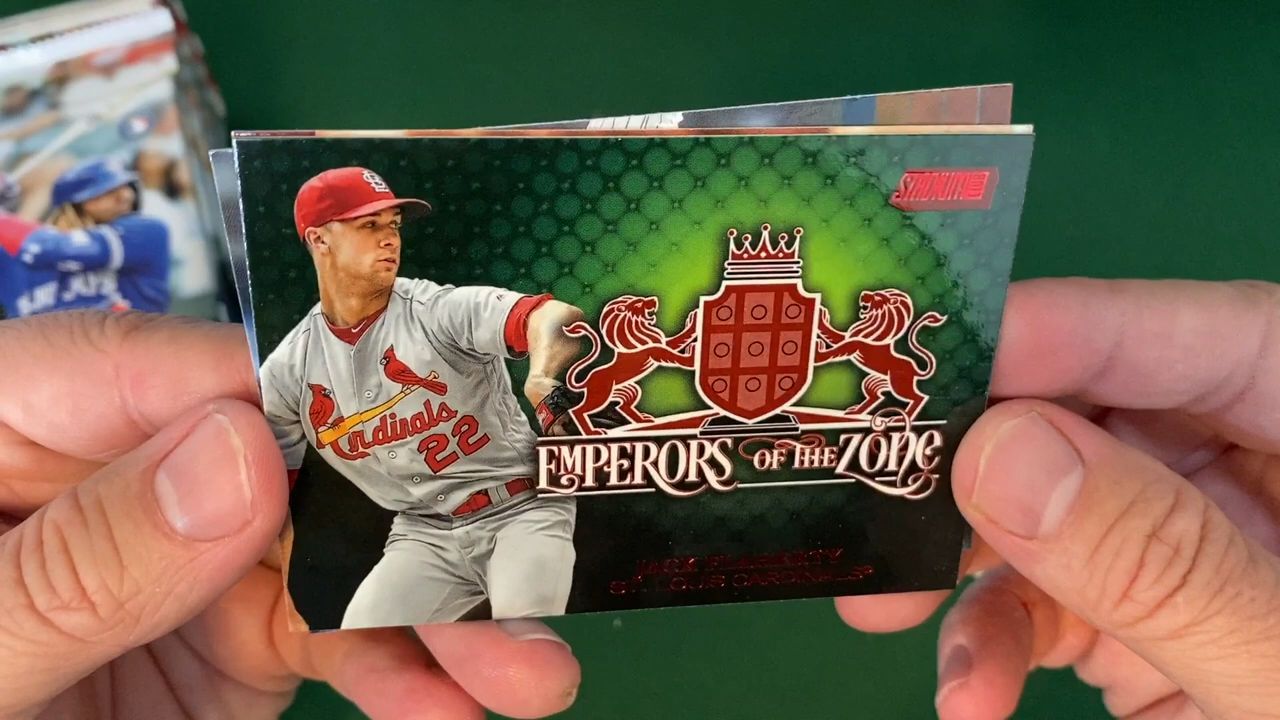 STADIUM CLUB
Cardinals
22
EMPERORS OF THE ZONE
JACK FLAHERTY
ST. LOUIS CARDINALS®